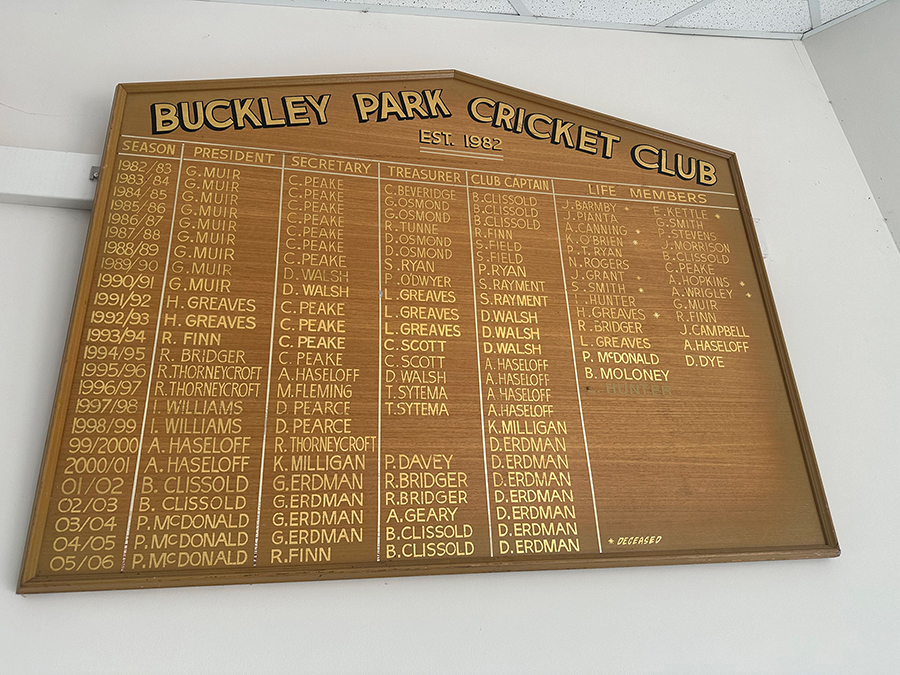 BUCKLEY PARK CRICKET CLUB
EST. 1982
SEASON PRESIDENT SECRETARY TREASURER CLUB CAPTAIN LIFE MEMBERS
1982/83 G. MUIR C. PEAKE C. BEVERIDGE B. CLISSOLD J. BARMBY E. KETTLE *
1983/84 G. MUIR C. PEAKE G. OSMOND B. CLISSOLD J. PIANTA G. SMITH
1984/85 G. MUIR C. PEAKE G. OSMOND B. CLISSOLD A. CANNING * P. STEVENS
1985/86 G. MUIR C. PEAKE R. TUNNE R. FINN K. O'BRIEN * J. MORRISON
1986/87 G. MUIR C. PEAKE D. OSMOND S. FIELD P. T. RYAN B. CLISSOLD
1987/88 G. MUIR C. PEAKE D. OSMOND S. FIELD N. ROGERS C. PEAKE
1988/89 G. MUIR C. PEAKE S. RYAN P. RYAN J. GRANT * A. HOPKINS *
1989/90 G. MUIR D. WALSH P. O'DWYER S. RAYMENT S. SMITH * A. WRIGLEY *
1990/91 G. MUIR D. WALSH L. GREAVES S. RAYMENT I. HUNTER G. MUIR
1991/92 H. GREAVES C. PEAKE L. GREAVES D. WALSH H. GREAVES * R. FINN
1992/93 H. GREAVES C. PEAKE L. GREAVES D. WALSH R. BRIDGER J. CAMPBELL
1993/94 R. FINN C. PEAKE C. SCOTT D. WALSH L. GREAVES A. HASELOFF
1994/95 R. BRIDGER C. PEAKE C. SCOTT A. HASELOFF P. McDONALD D. DYE
1995/96 R. THORNEYCROFT A. HASELOFF D. WALSH A. HASELOFF B. MOLONEY
1996/97 R. THORNEYCROFT M. FLEMING T. SYTEMA A. HASELOFF HUNTER
1997/98 I. WILLIAMS D. PEARCE T. SYTEMA A. HASELOFF
1998/99 I. WILLIAMS D. PEARCE K. MILLIGAN
99/2000 A. HASELOFF R. THORNEYCROFT D. ERDMAN
2000/01 A. HASELOFF K. MILLIGAN P. DAVEY D. ERDMAN
01/02 B. CLISSOLD G. ERDMAN R. BRIDGER D. ERDMAN
02/03 B. CLISSOLD G. ERDMAN R. BRIDGER D. ERDMAN
03/04 P. McDONALD G. ERDMAN A. GEARY D. ERDMAN
04/05 P. McDONALD G. ERDMAN B. CLISSOLD D. ERDMAN
05/06 P. McDONALD R. FINN B. CLISSOLD D. ERDMAN
* DECEASED